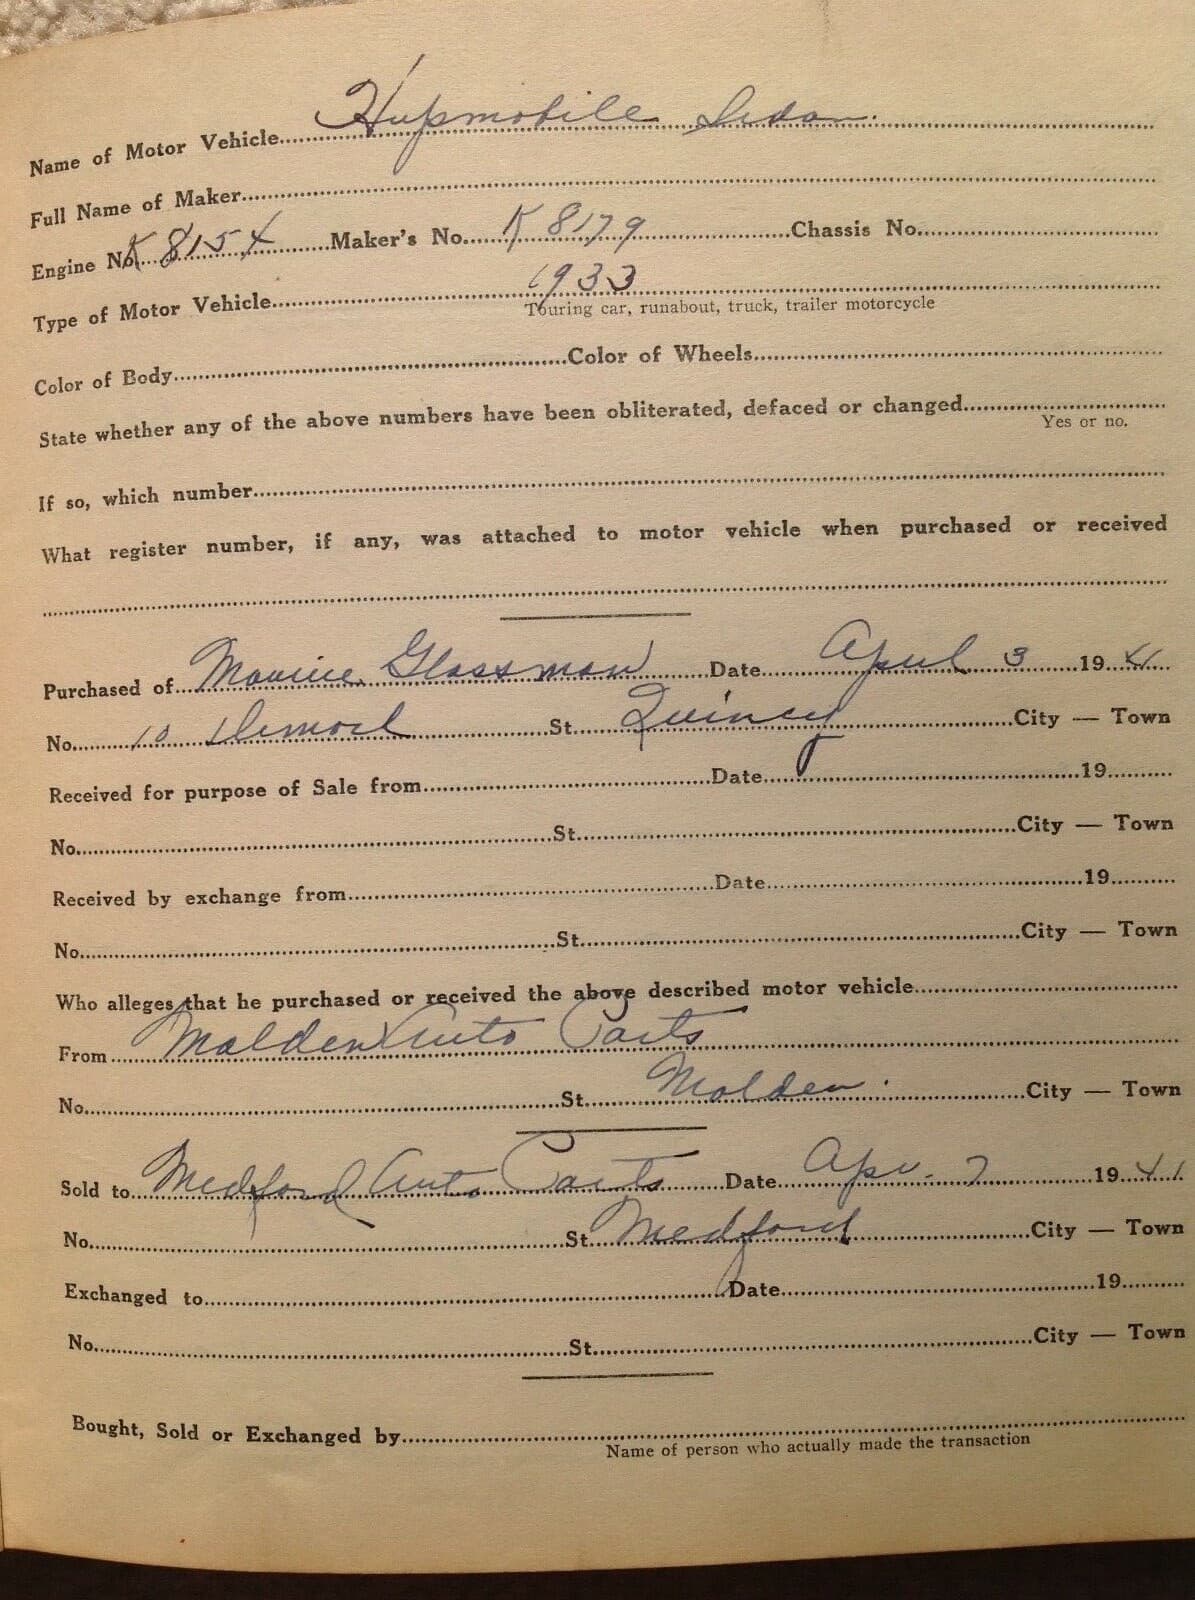 Name of Motor Vehicle Hupmobile Sedan.
Full Name of Maker
Engine No. K 8154 Maker's No. K 8179 Chassis No.
Type of Motor Vehicle 1933
Touring car, runabout, truck, trailer motorcycle
Color of Body Color of Wheels
State whether any of the above numbers have been obliterated, defaced or changed
Yes or no.
If so, which number
What register number, if any, was attached to motor vehicle when purchased or received
Purchased of Glassman Date April 3 19 41
No. 10 St. Quincy City — Town
Received for purpose of Sale from Date 19
No. St. City — Town
Received by exchange from Date 19
No. St. City — Town
Who alleges that he purchased or received the above described motor vehicle
From Malden Auto Parts
No. St. Malden. City — Town
Sold to Medford Auto Parts Date Apr. 7 19 41
No. St. Medford City — Town
Exchanged to Date 19
No. St. City — Town
Bought, Sold or Exchanged by
Name of person who actually made the transaction